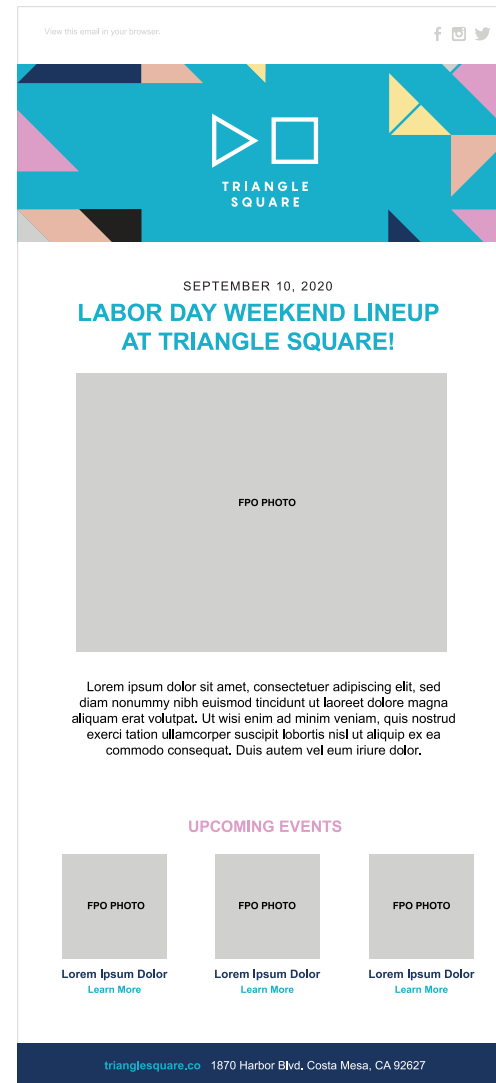 View this email in your browser.
TRIANGLE
SQUARE
SEPTEMBER 10, 2020
LABOR DAY WEEKEND LINEUP
AT TRIANGLE SQUARE!
FPO PHOTO
Lorem ipsum dolor sit amet, consectetuer adipiscing elit, sed
diam nonummy nibh euismod tincidunt ut laoreet dolore magna
aliquam erat volutpat. Ut wisi enim ad minim veniam, quis nostrud
exerci tation ullamcorper suscipit lobortis nisl ut aliquip ex ea
commodo consequat. Duis autem vel eum iriure dolor.
UPCOMING EVENTS
FPO PHOTO FPO PHOTO FPO PHOTO
Lorem Ipsum Dolor Lorem Ipsum Dolor Lorem Ipsum Dolor
Learn More Learn More Learn More
trianglesquare.co 1870 Harbor Blvd. Costa Mesa, CA 92627